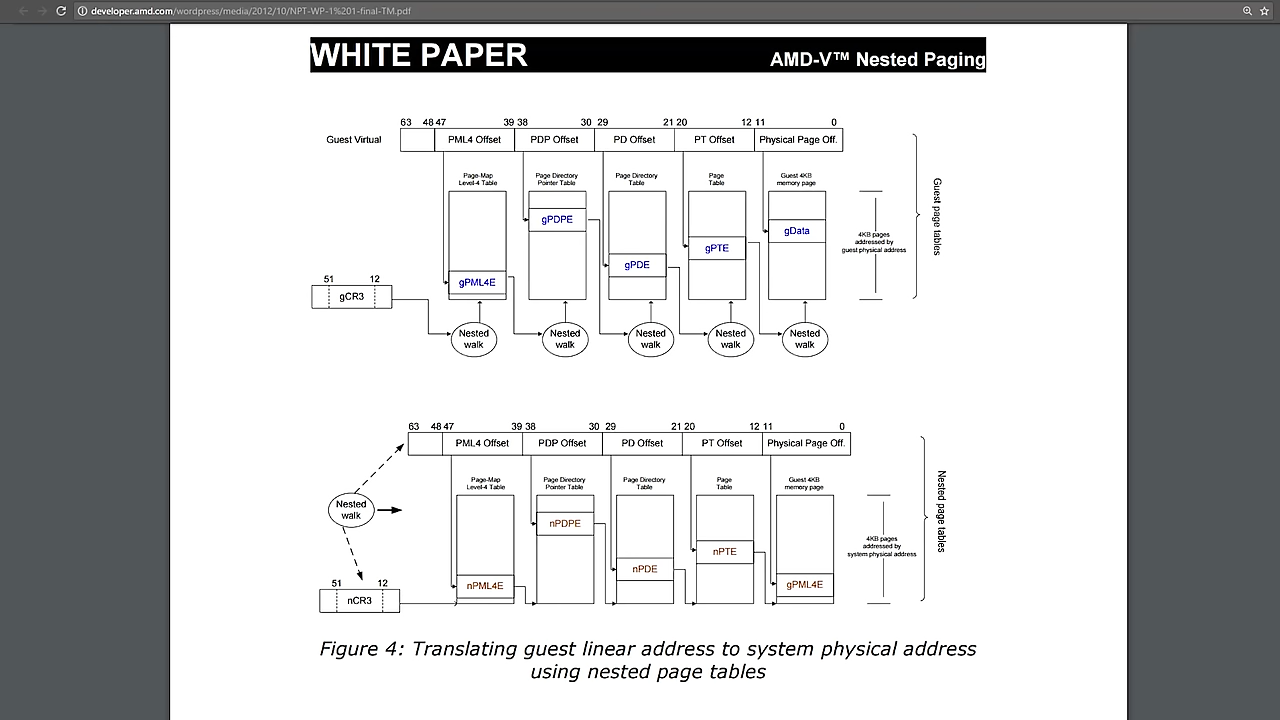 developer.amd.com/wordpress/media/2012/10/NPT-WP-1%201-final-TM.pdf
WHITE PAPER AMD-V™ Nested Paging
63 48 47 39 38 30 29 21 20 12 11 0
Guest Virtual PML4 Offset PDP Offset PD Offset PT Offset Physical Page Off.
Page-Map Page Directory Page Directory Page Guest 4KB
Level-4 Table Pointer Table Table Table memory page
gPDPE
gData
4KB pages
addressed by
guest physical address
Guest page tables
gPTE
gPDE
gPML4E
51 12
gCR3
Nested Nested Nested Nested Nested
walk walk walk walk walk
63 48 47 39 38 30 29 21 20 12 11 0
PML4 Offset PDP Offset PD Offset PT Offset Physical Page Off.
Page-Map Page Directory Page Directory Page Guest 4KB
Level-4 Table Pointer Table Table Table memory page
Nested
walk
nPDPE
4KB pages
addressed by
system physical address
Nested page tables
nPTE
nPDE
nPML4E gPML4E
51 12
nCR3
Figure 4: Translating guest linear address to system physical address
using nested page tables